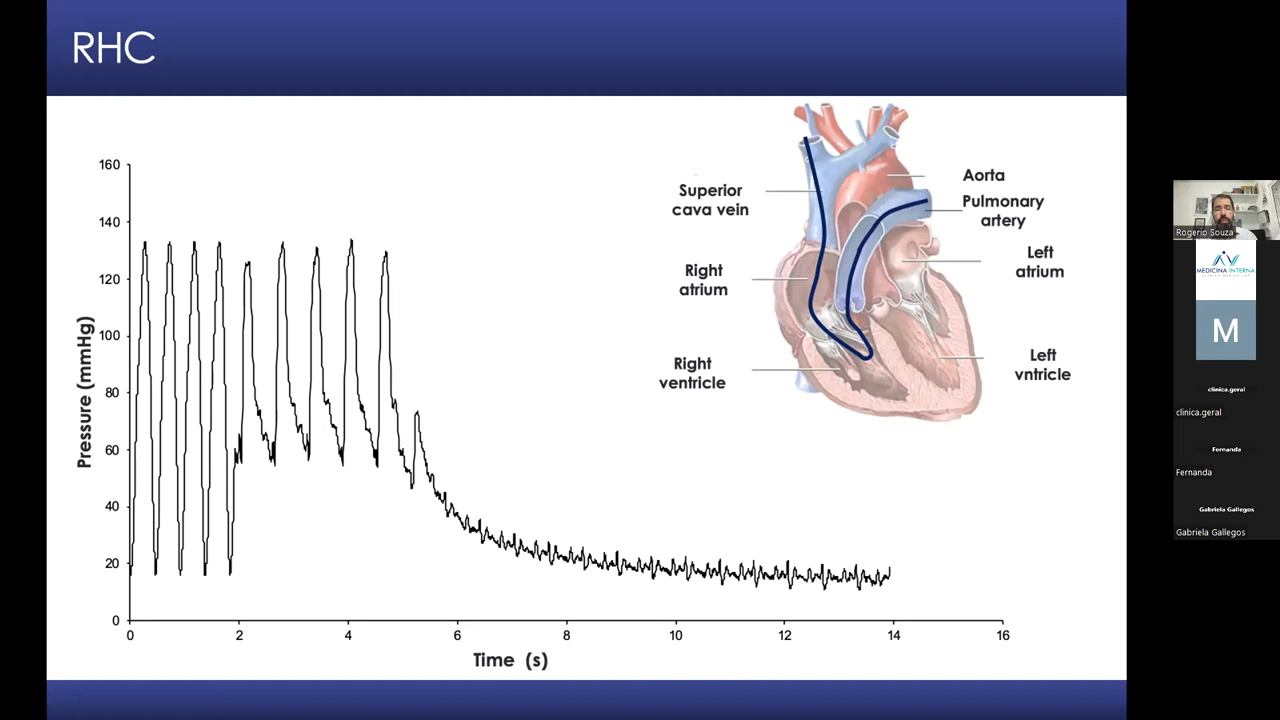 RHC
160
140
120
100
80
60
40
20
0
Pressure (mmHg)
0 2 4 6 8 10 12 14 16
Time (s)
Superior
cava vein
Right
atrium
Right
ventricle
Aorta
Pulmonary
artery
Left
atrium
Left
vntricle
Rogerio Souza
MEDICINA INTERNA
M
clinica.geral
clinica.geral
Fernanda
Fernanda
Gabriela Gallegos
Gabriela Gallegos